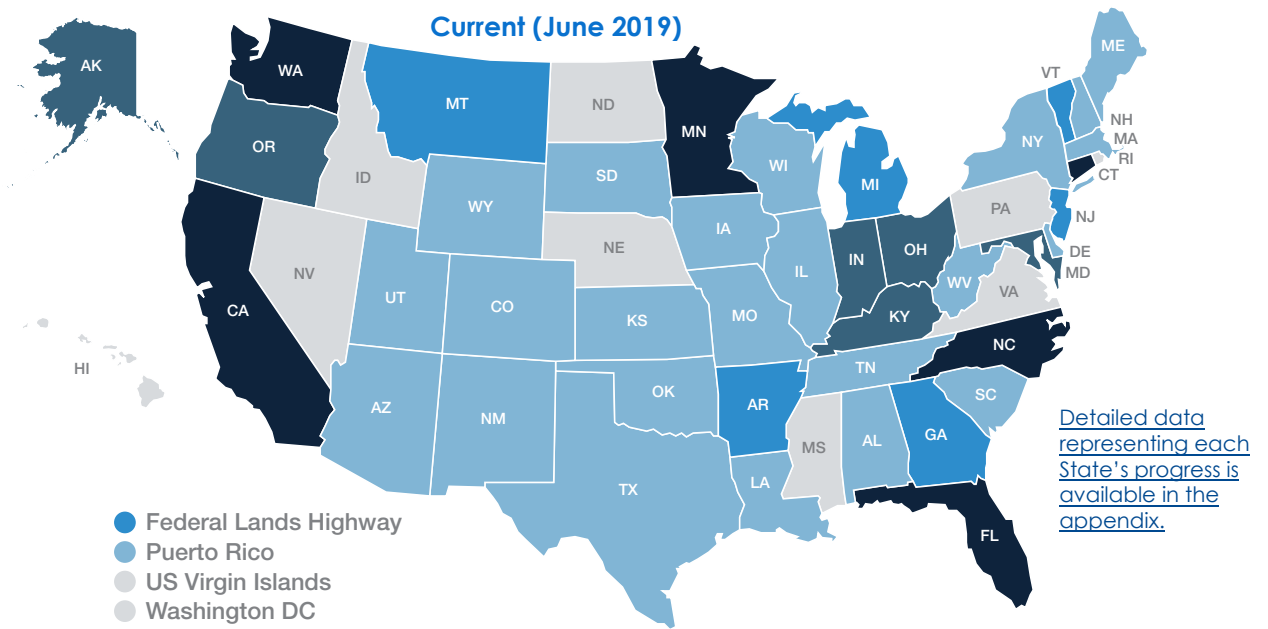 Current (June 2019)
AK
WA
MT
ND
MN
ME
VT
OR
ID
SD
WI
MI
NY
NH
MA
RI
CT
WY
IA
PA
NJ
NE
NV
UT
CO
IL
IN
OH
DE
MD
WV
VA
CA
KS
MO
KY
NC
HI
AZ
NM
OK
AR
TN
SC
MS
AL
GA
TX
LA
FL
Detailed data
representing each
State’s progress is
available in the
appendix.
Federal Lands Highway
Puerto Rico
US Virgin Islands
Washington DC